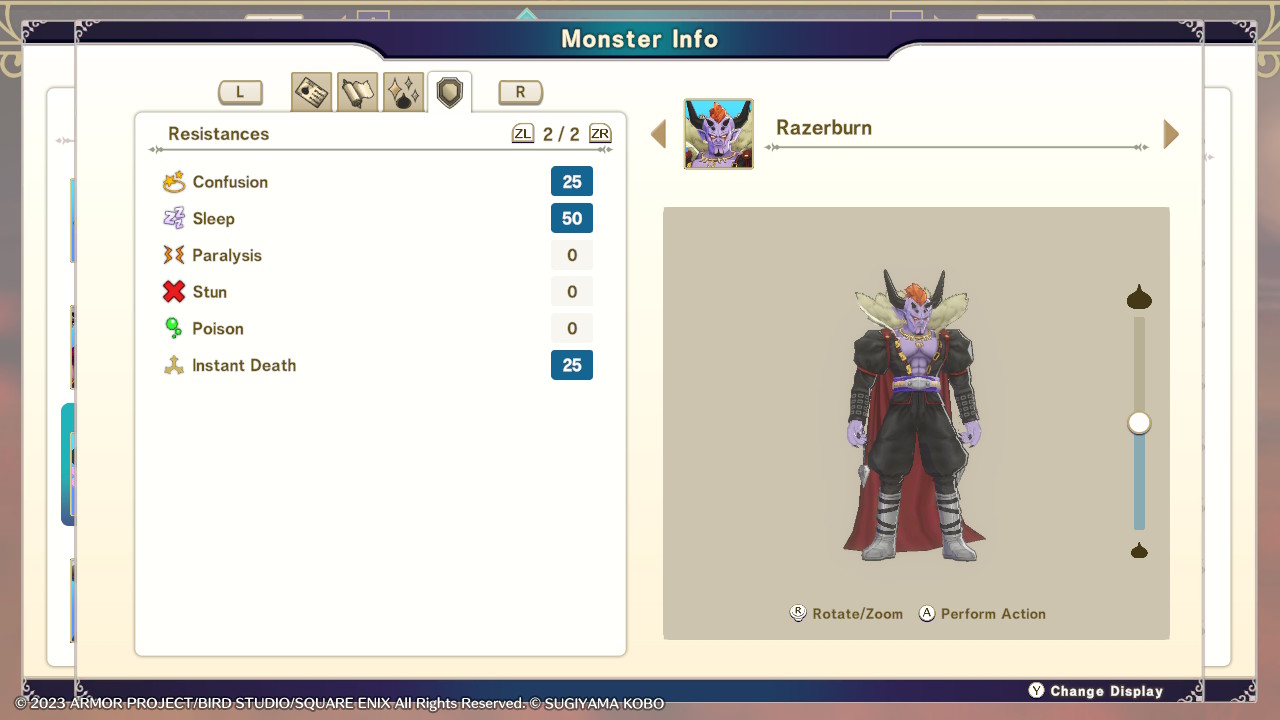 Monster Info
L
R
Resistances
ZL 2 / 2 ZR
Confusion 25
Sleep 50
Paralysis 0
Stun 0
Poison 0
Instant Death 25
Razerburn
R Rotate/Zoom A Perform Action
Y Change Display
© 2023 ARMOR PROJECT/BIRD STUDIO/SQUARE ENIX All Rights Reserved. © SUGIYAMA KOBO